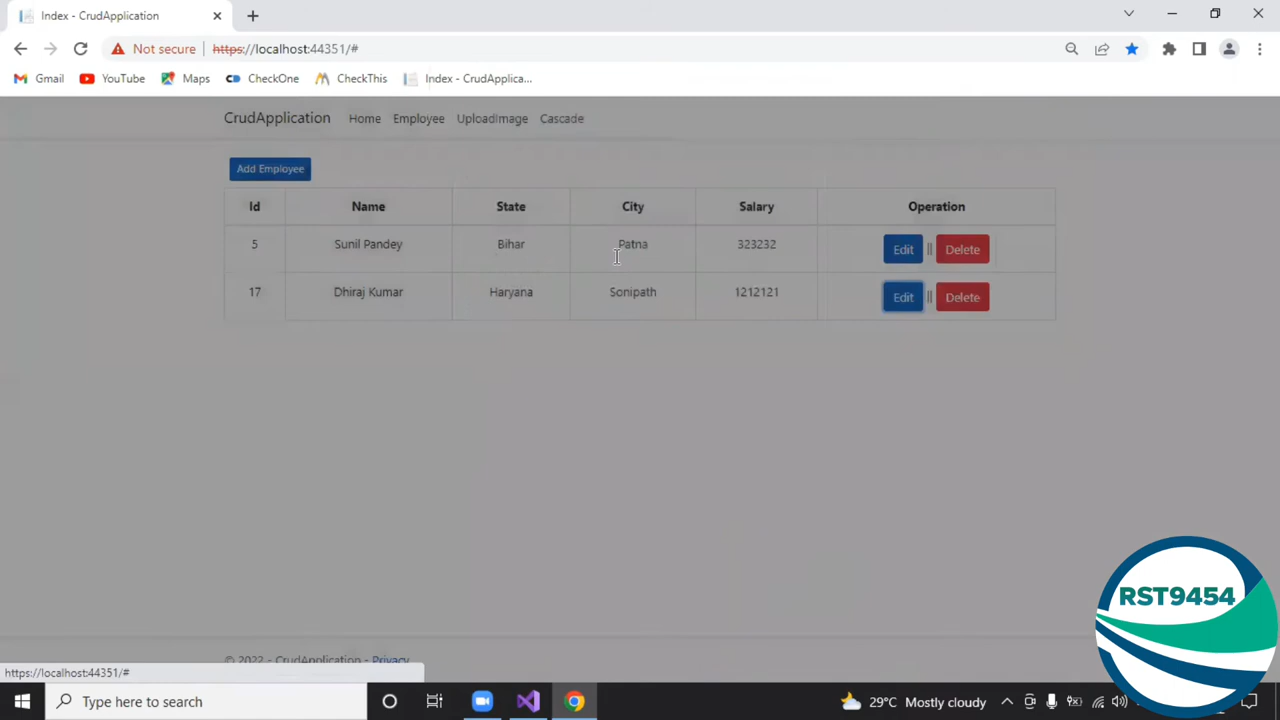 Index - CrudApplication
Not secure https://localhost:44351/#
Gmail YouTube Maps CheckOne CheckThis Index - CrudApplica...
CrudApplication Home Employee UploadImage Cascade
Add Employee
Id Name State City Salary Operation
5 Sunil Pandey Bihar Patna 323232 Edit || Delete
17 Dhiraj Kumar Haryana Sonipath 1212121 Edit || Delete
RST9454
© 2022 - CrudApplication - Privacy
https://localhost:44351/#
Type here to search 29°C Mostly cloudy